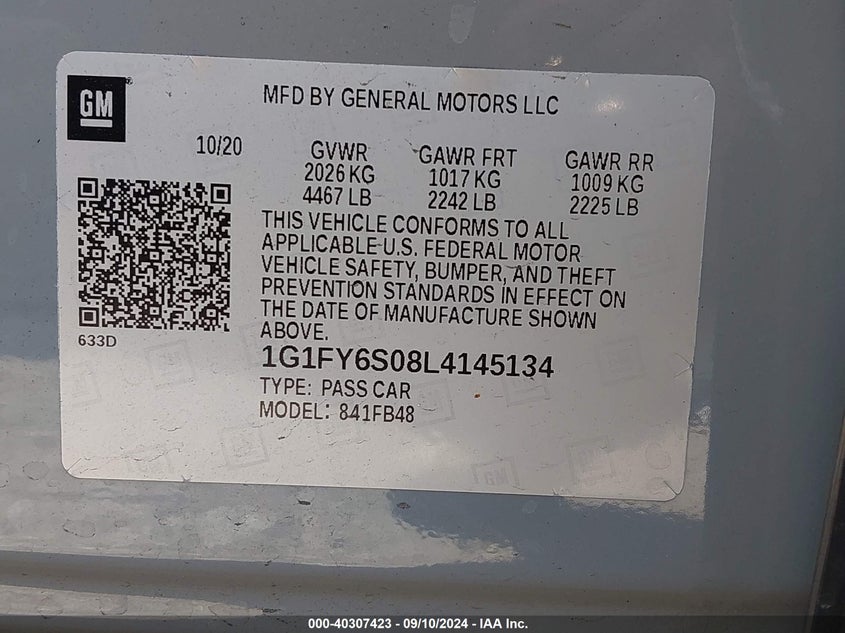 GM
MFD BY GENERAL MOTORS LLC
10/20
GVWR GAWR FRT GAWR RR
2026 KG 1017 KG 1009 KG
4467 LB 2242 LB 2225 LB
THIS VEHICLE CONFORMS TO ALL
APPLICABLE U.S. FEDERAL MOTOR
VEHICLE SAFETY, BUMPER, AND THEFT
PREVENTION STANDARDS IN EFFECT ON
THE DATE OF MANUFACTURE SHOWN
ABOVE.
633D
1G1FY6S08L4145134
TYPE: PASS CAR
MODEL: 841FB48
000-40307423 - 09/10/2024 - IAA Inc.